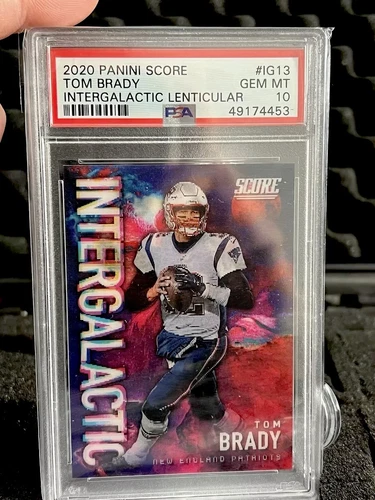 2020 PANINI SCORE #IG13
TOM BRADY GEM MT
INTERGALACTIC LENTICULAR 10
PSA 49174453
SCORE
INTERGALACTIC
TOM
BRADY
NEW ENGLAND PATRIOTS